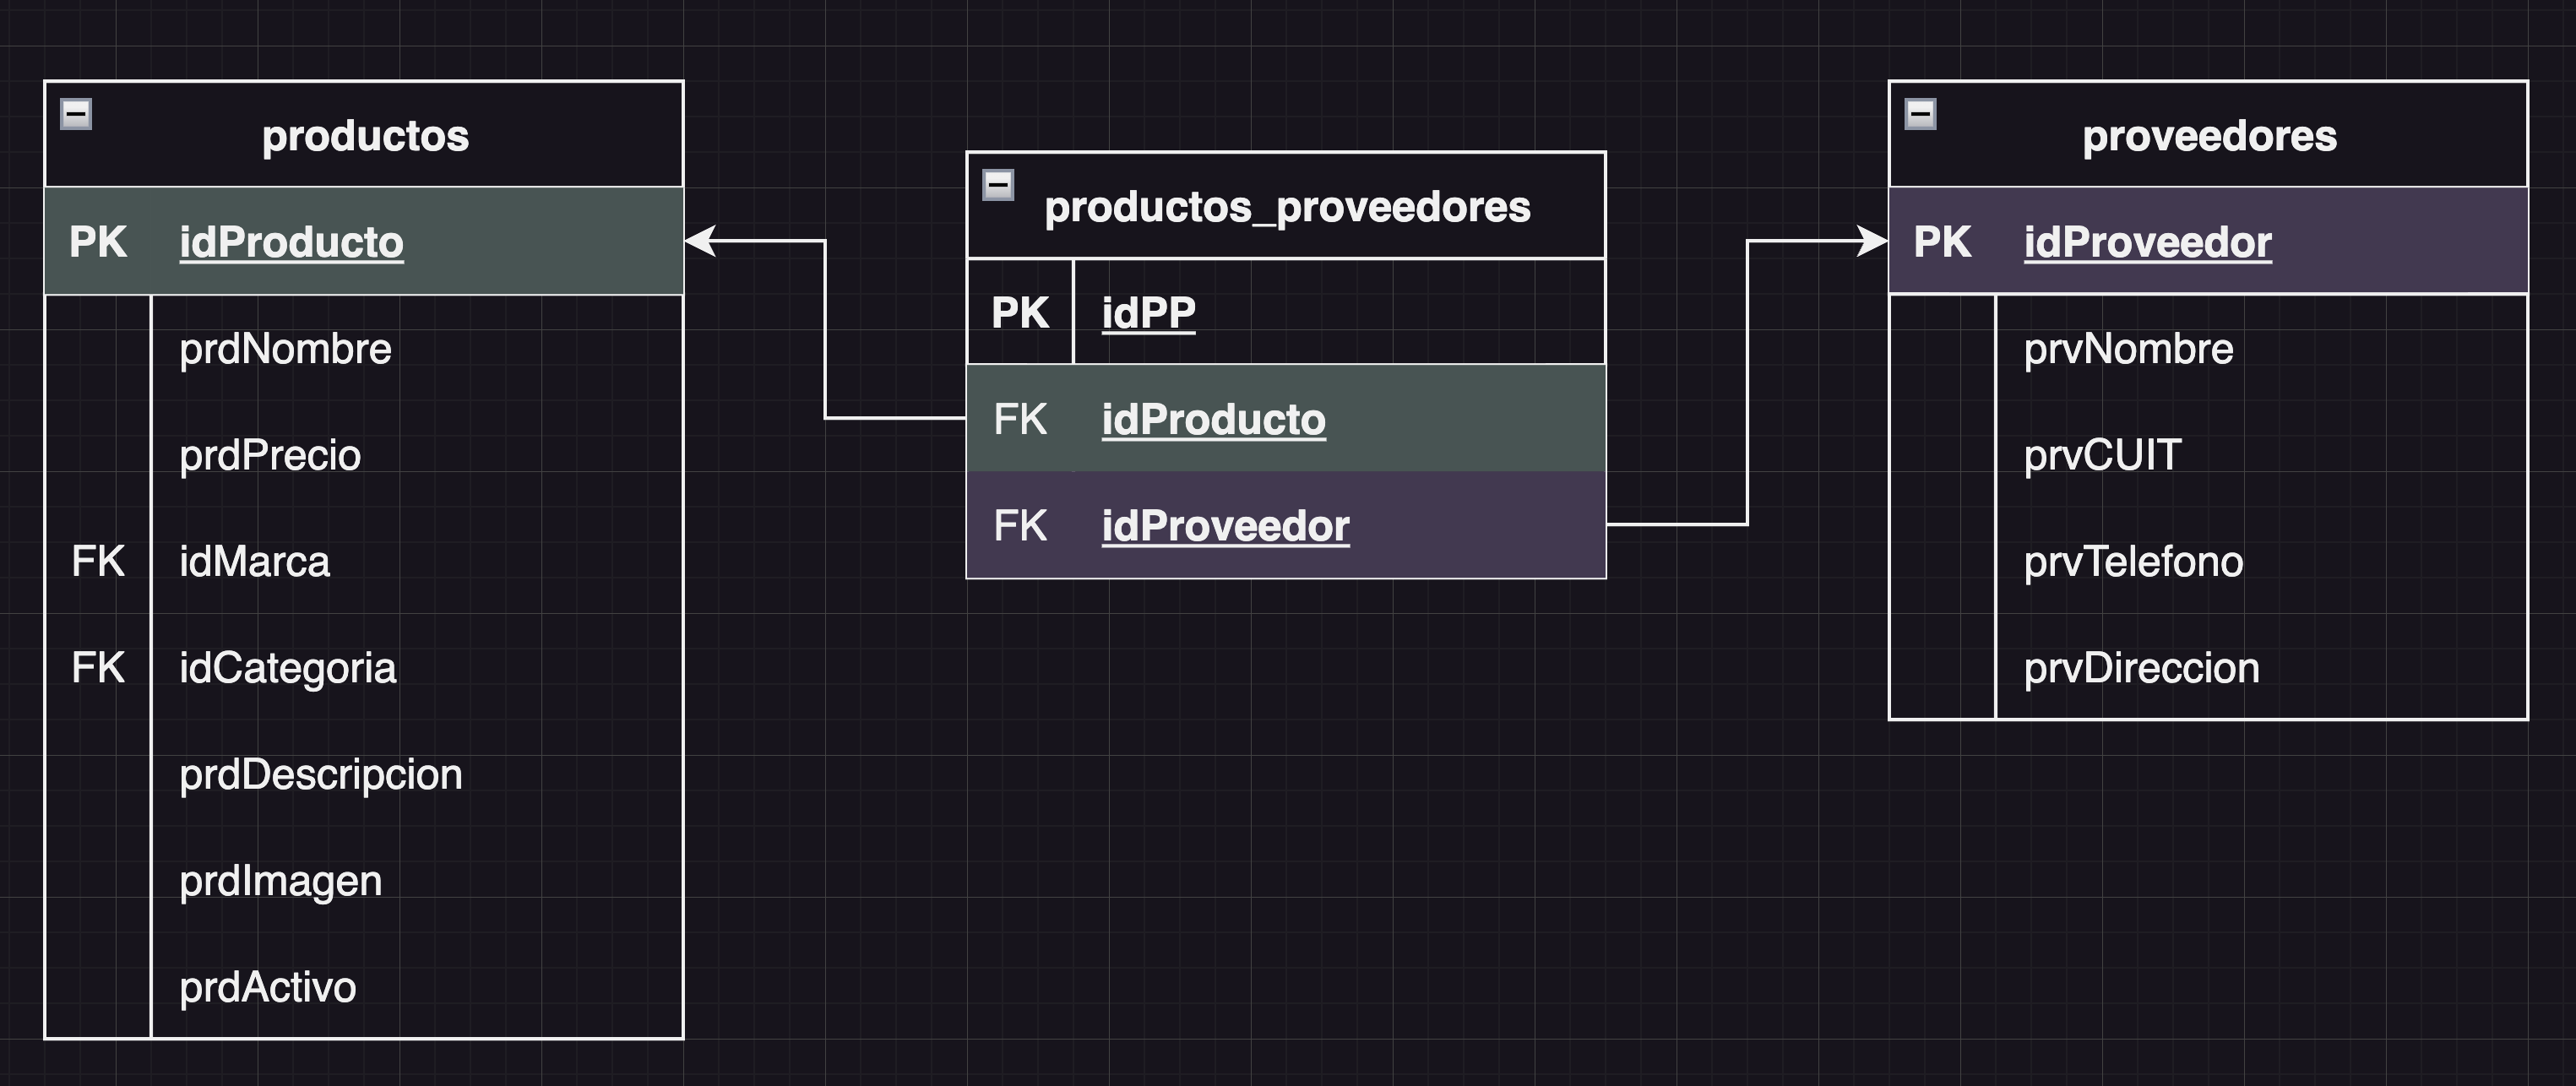 productos
PK idProducto
prdNombre
prdPrecio
FK idMarca
FK idCategoria
prdDescripcion
prdImagen
prdActivo
productos_proveedores
PK idPP
FK idProducto
FK idProveedor
proveedores
PK idProveedor
prvNombre
prvCUIT
prvTelefono
prvDireccion